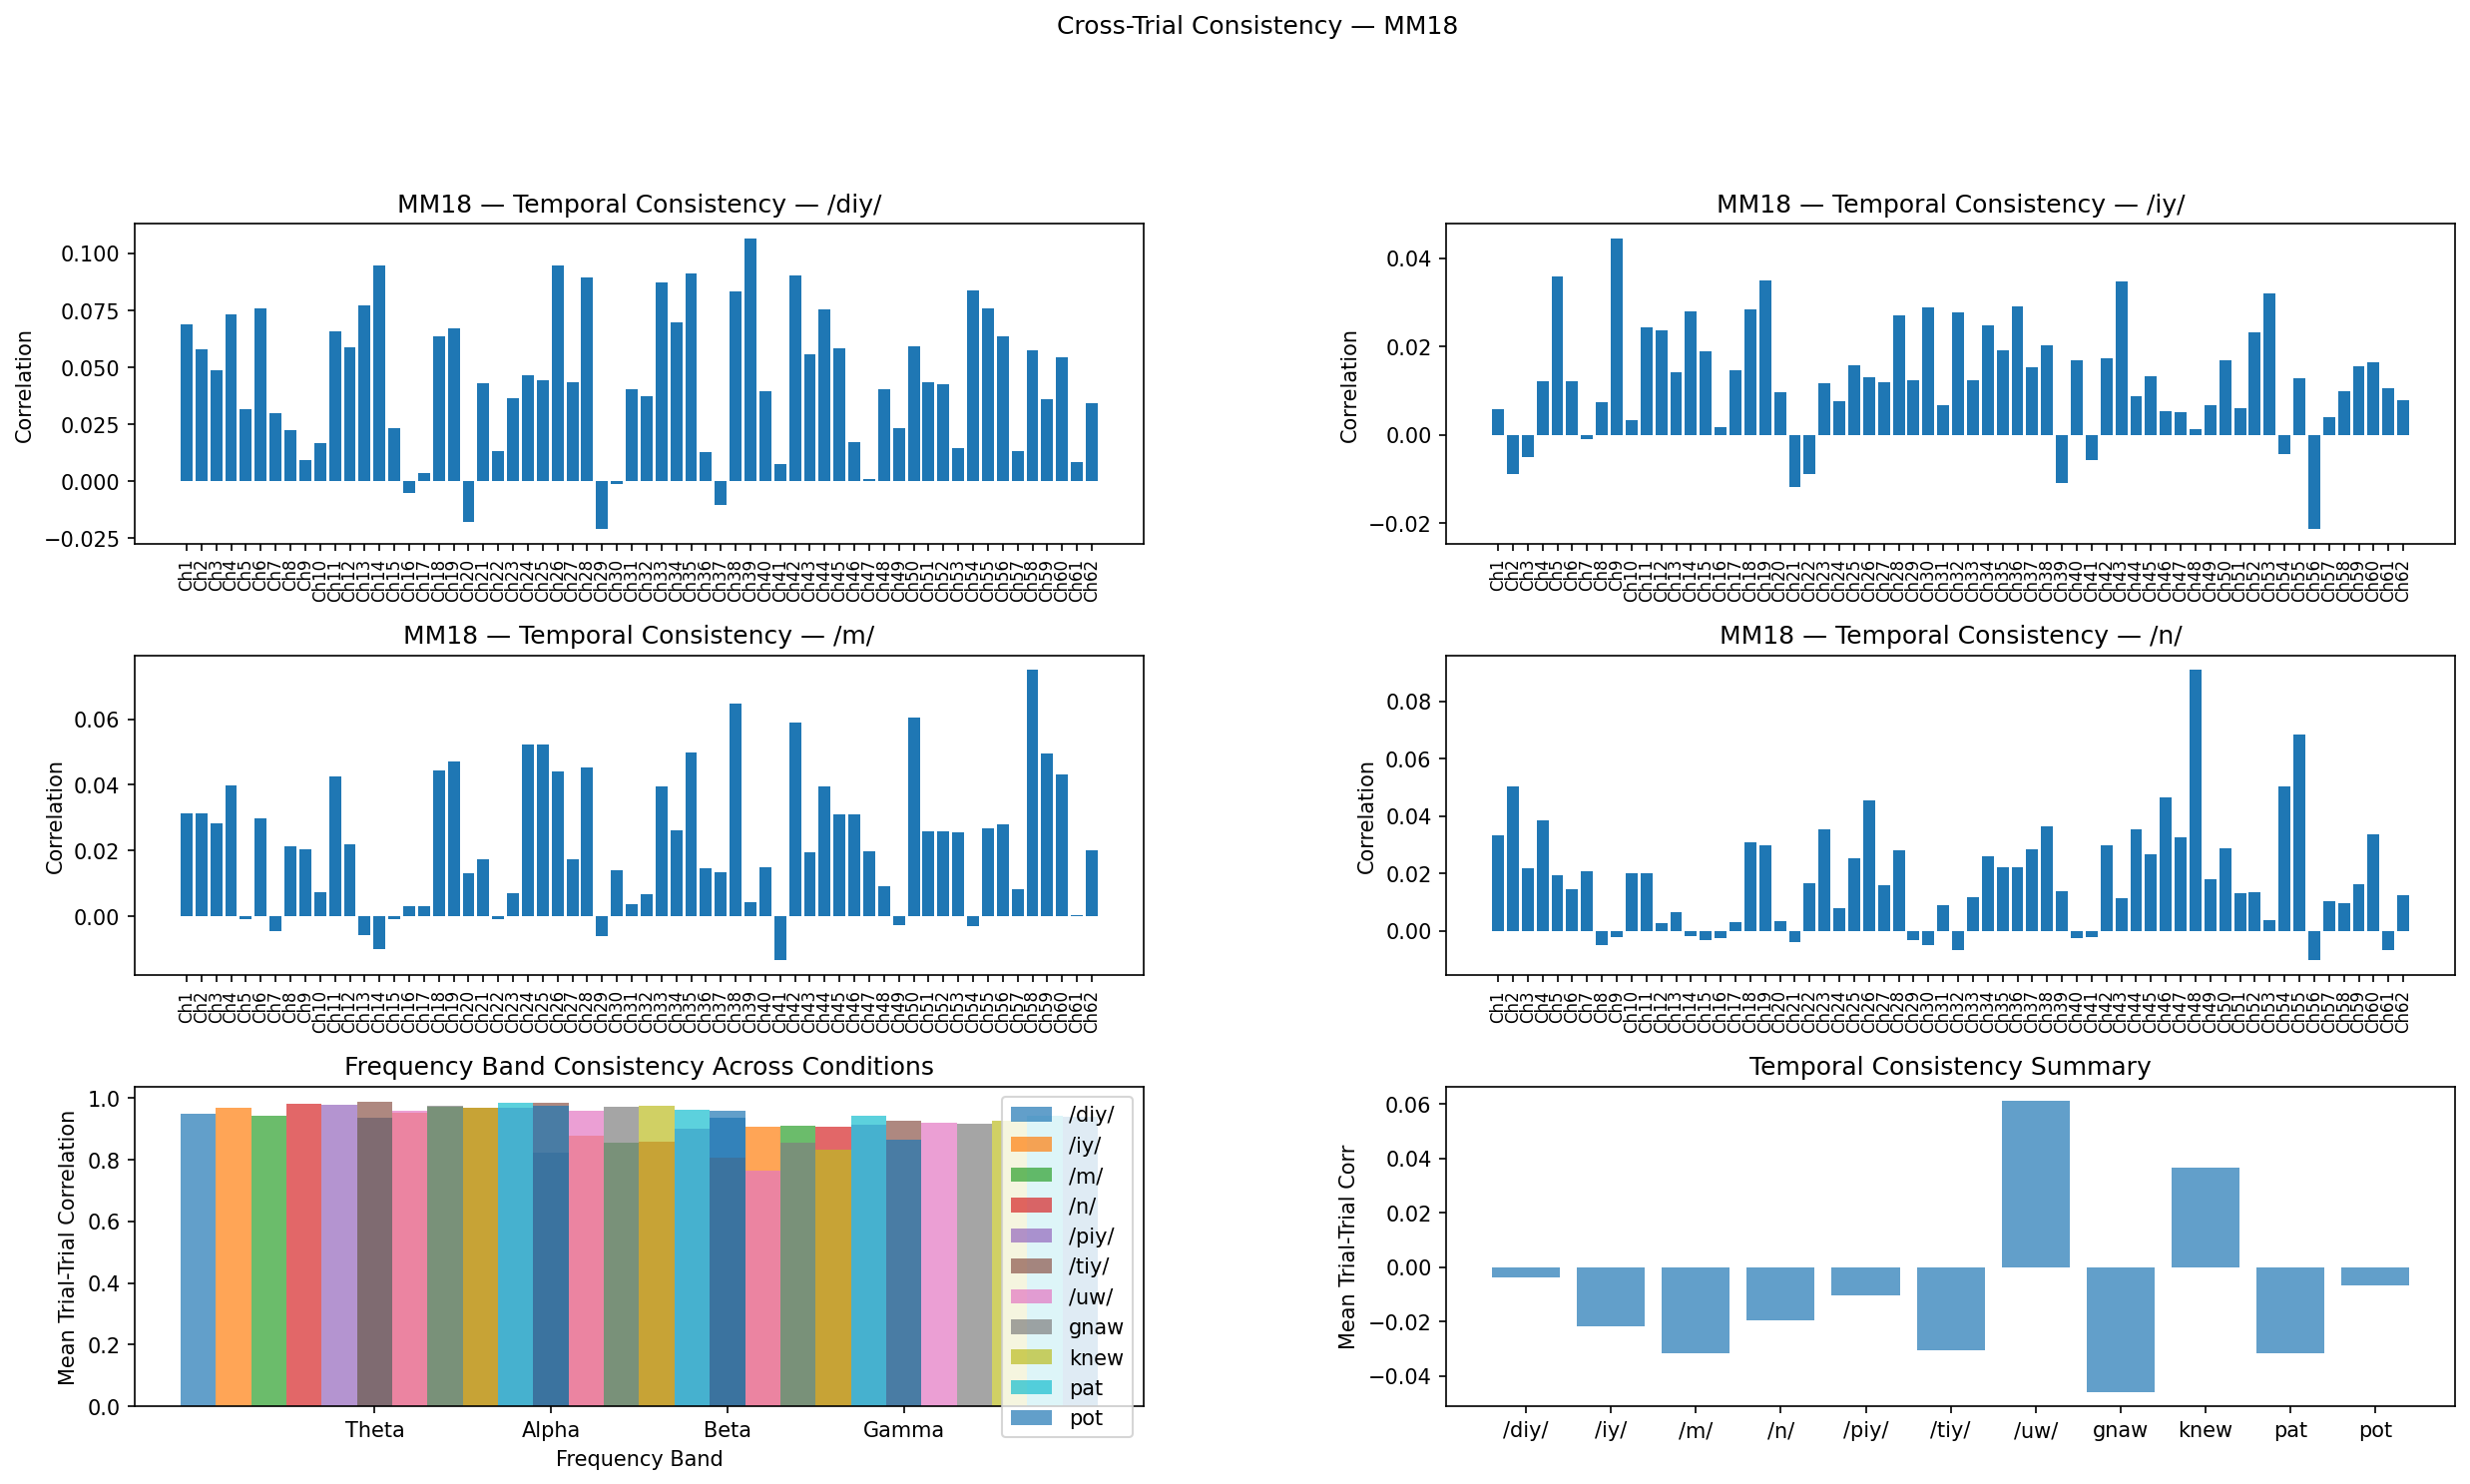 Cross-Trial Consistency — MM18
MM18 — Temporal Consistency — /diy/
Correlation
0.100
0.075
0.050
0.025
0.000
−0.025
Ch1 Ch2 Ch3 Ch4 Ch5 Ch6 Ch7 Ch8 Ch9 Ch10 Ch11 Ch12 Ch13 Ch14 Ch15 Ch16 Ch17 Ch18 Ch19 Ch20 Ch21 Ch22 Ch23 Ch24 Ch25 Ch26 Ch27 Ch28 Ch29 Ch30 Ch31 Ch32 Ch33 Ch34 Ch35 Ch36 Ch37 Ch38 Ch39 Ch40 Ch41 Ch42 Ch43 Ch44 Ch45 Ch46 Ch47 Ch48 Ch49 Ch50 Ch51 Ch52 Ch53 Ch54 Ch55 Ch56 Ch57 Ch58 Ch59 Ch60 Ch61 Ch62
MM18 — Temporal Consistency — /iy/
Correlation
0.04
0.02
0.00
−0.02
Ch1 Ch2 Ch3 Ch4 Ch5 Ch6 Ch7 Ch8 Ch9 Ch10 Ch11 Ch12 Ch13 Ch14 Ch15 Ch16 Ch17 Ch18 Ch19 Ch20 Ch21 Ch22 Ch23 Ch24 Ch25 Ch26 Ch27 Ch28 Ch29 Ch30 Ch31 Ch32 Ch33 Ch34 Ch35 Ch36 Ch37 Ch38 Ch39 Ch40 Ch41 Ch42 Ch43 Ch44 Ch45 Ch46 Ch47 Ch48 Ch49 Ch50 Ch51 Ch52 Ch53 Ch54 Ch55 Ch56 Ch57 Ch58 Ch59 Ch60 Ch61 Ch62
MM18 — Temporal Consistency — /m/
Correlation
0.06
0.04
0.02
0.00
Ch1 Ch2 Ch3 Ch4 Ch5 Ch6 Ch7 Ch8 Ch9 Ch10 Ch11 Ch12 Ch13 Ch14 Ch15 Ch16 Ch17 Ch18 Ch19 Ch20 Ch21 Ch22 Ch23 Ch24 Ch25 Ch26 Ch27 Ch28 Ch29 Ch30 Ch31 Ch32 Ch33 Ch34 Ch35 Ch36 Ch37 Ch38 Ch39 Ch40 Ch41 Ch42 Ch43 Ch44 Ch45 Ch46 Ch47 Ch48 Ch49 Ch50 Ch51 Ch52 Ch53 Ch54 Ch55 Ch56 Ch57 Ch58 Ch59 Ch60 Ch61 Ch62
MM18 — Temporal Consistency — /n/
Correlation
0.08
0.06
0.04
0.02
0.00
Ch1 Ch2 Ch3 Ch4 Ch5 Ch6 Ch7 Ch8 Ch9 Ch10 Ch11 Ch12 Ch13 Ch14 Ch15 Ch16 Ch17 Ch18 Ch19 Ch20 Ch21 Ch22 Ch23 Ch24 Ch25 Ch26 Ch27 Ch28 Ch29 Ch30 Ch31 Ch32 Ch33 Ch34 Ch35 Ch36 Ch37 Ch38 Ch39 Ch40 Ch41 Ch42 Ch43 Ch44 Ch45 Ch46 Ch47 Ch48 Ch49 Ch50 Ch51 Ch52 Ch53 Ch54 Ch55 Ch56 Ch57 Ch58 Ch59 Ch60 Ch61 Ch62
Frequency Band Consistency Across Conditions
Mean Trial-Trial Correlation
1.0
0.8
0.6
0.4
0.2
0.0
Theta Alpha Beta Gamma
Frequency Band
/diy/
/iy/
/m/
/n/
/piy/
/tiy/
/uw/
gnaw
knew
pat
pot
Temporal Consistency Summary
Mean Trial-Trial Corr
0.06
0.04
0.02
0.00
−0.02
−0.04
/diy/ /iy/ /m/ /n/ /piy/ /tiy/ /uw/ gnaw knew pat pot